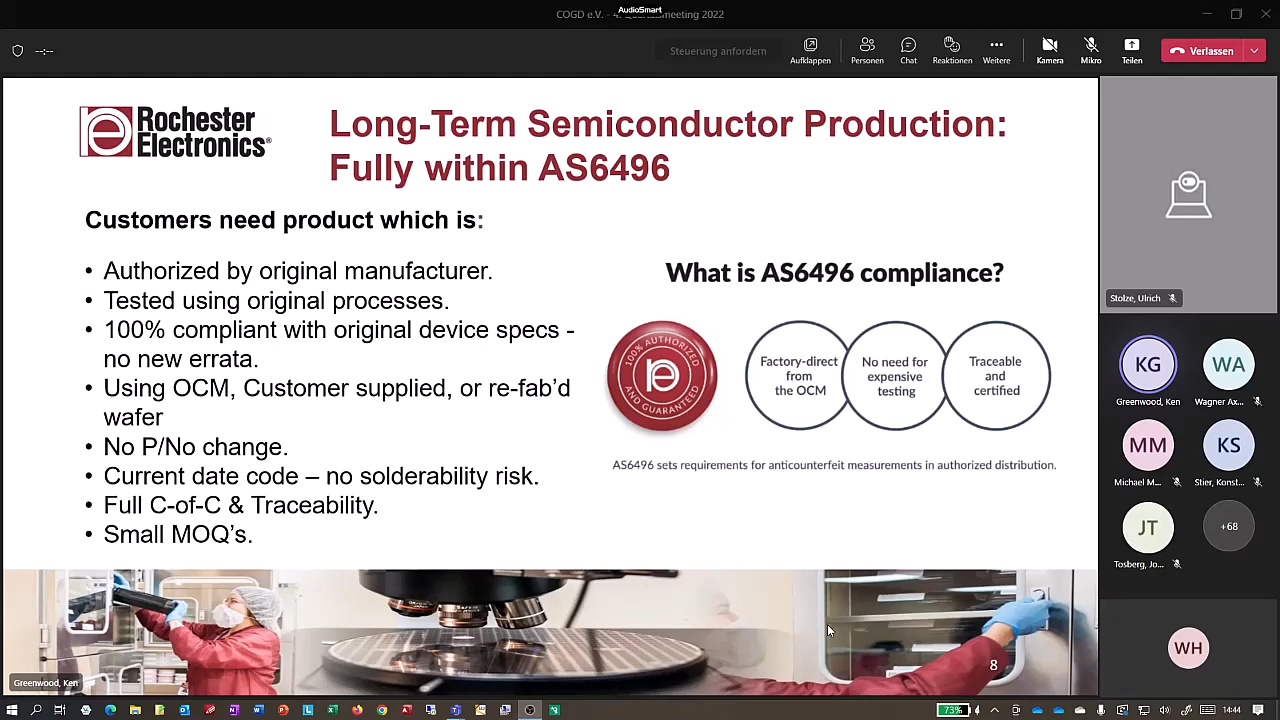 COGD e.V. - 4.
meeting 2022
AudioSmart
--:--
Steuerung anfordern
Aufklappen
Personen
Chat
Reaktionen
Weitere
Kamera
Mikro
Teilen
Verlassen
Rochester
Electronics®
Long-Term Semiconductor Production:
Fully within AS6496
Customers need product which is:
• Authorized by original manufacturer.
• Tested using original processes.
• 100% compliant with original device specs -
no new errata.
• Using OCM, Customer supplied, or re-fab’d
wafer
• No P/No change.
• Current date code – no solderability risk.
• Full C-of-C & Traceability.
• Small MOQ’s.
What is AS6496 compliance?
100% AUTHORIZED
re
AND GUARANTEED
Factory-direct
from
the OCM
No need for
expensive
testing
Traceable
and
certified
AS6496 sets requirements for anticounterfeit measurements in authorized distribution.
8
Greenwood, Ken
Stolze, Ulrich
KG
Greenwood, Ken
WA
Wagner Ax...
MM
Michael M...
KS
Stier, Konst...
JT
Tosberg, Jo...
+68
WH
73%
14:44